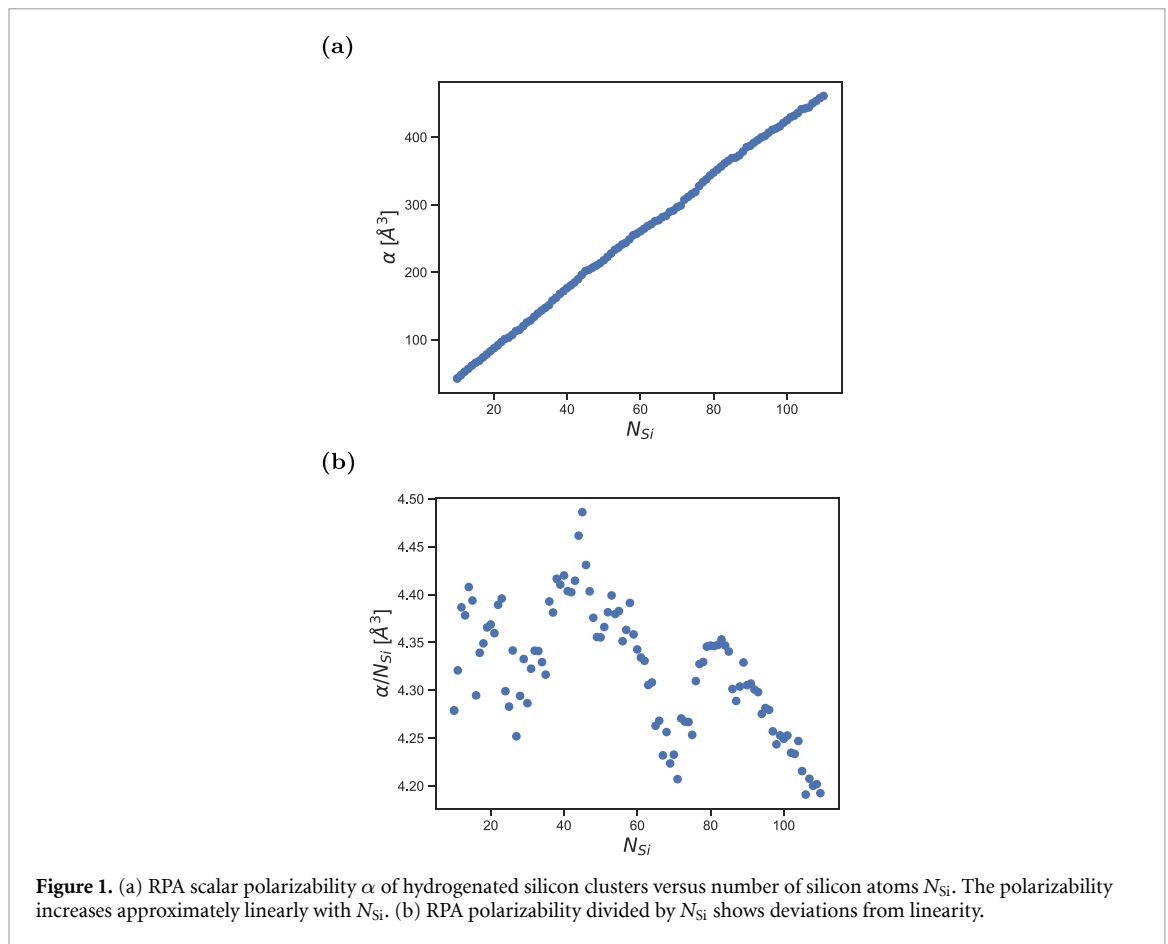 (a)
400
300
200
100
α [Å³]
20 40 60 80 100
N_Si
(b)
4.50
4.45
4.40
4.35
4.30
4.25
4.20
α/N_Si [Å³]
20 40 60 80 100
N_Si
Figure 1. (a) RPA scalar polarizability α of hydrogenated silicon clusters versus number of silicon atoms N_Si. The polarizability
increases approximately linearly with N_Si. (b) RPA polarizability divided by N_Si shows deviations from linearity.